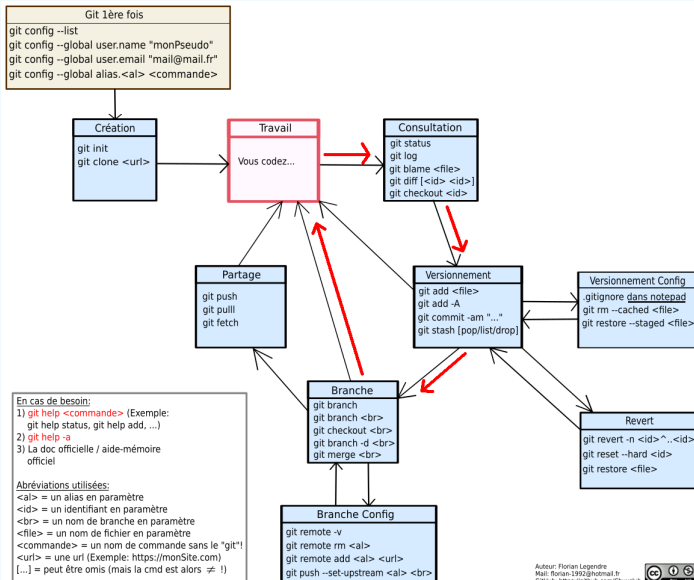 Git 1ère fois
git config --list
git config --global user.name "monPseudo"
git config --global user.email "mail@mail.fr"
git config --global alias.<al> <commande>
Création
git init
git clone <url>
Travail
Vous codez...
Consultation
git status
git log
git blame <file>
git diff [<id> <id>]
git checkout <id>
Partage
git push
git pulll
git fetch
Versionnement
git add <file>
git add -A
git commit -am "..."
git stash [pop/list/drop]
Versionnement Config
.gitignore dans notepad
git rm --cached <file>
git restore --staged <file>
Branche
git branch
git branch <br>
git checkout <br>
git branch -d <br>
git merge <br>
Revert
git revert -n <id>^..<id>
git reset --hard <id>
git restore <file>
Branche Config
git remote -v
git remote rm <al>
git remote add <al> <url>
git push --set-upstream <al> <br>
En cas de besoin:
1) git help <commande> (Exemple:
git help status, git help add, ...)
2) git help -a
3) La doc officielle / aide-mémoire
officiel
Abréviations utilisées:
<al> = un alias en paramètre
<id> = un identifiant en paramètre
<br> = un nom de branche en paramètre
<file> = un nom de fichier en paramètre
<commande> = un nom de commande sans le "git"!
<url> = une url (Exemple: https://monSite.com)
[...] = peut être omis (mais la cmd est alors ≠ !)
Auteur: Florian Legendre
Mail: florian-1992@hotmail.fr
cc